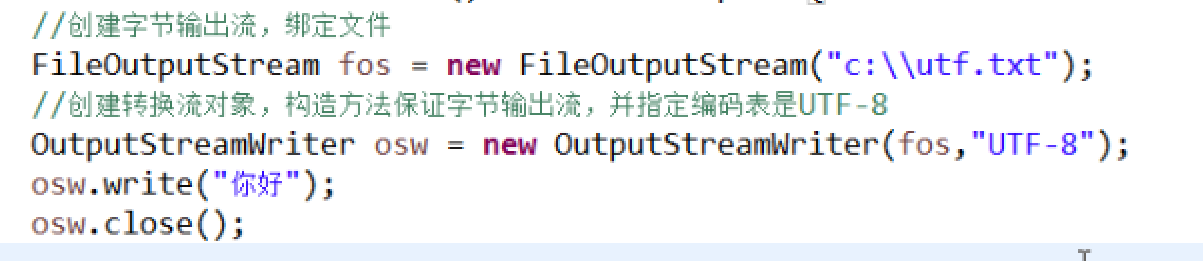 //创建字节输出流，绑定文件
FileOutputStream fos = new FileOutputStream("c:\\utf.txt");
//创建转换流对象，构造方法保证字节输出流，并指定编码表是UTF-8
OutputStreamWriter osw = new OutputStreamWriter(fos,"UTF-8");
osw.write("你好");
osw.close();